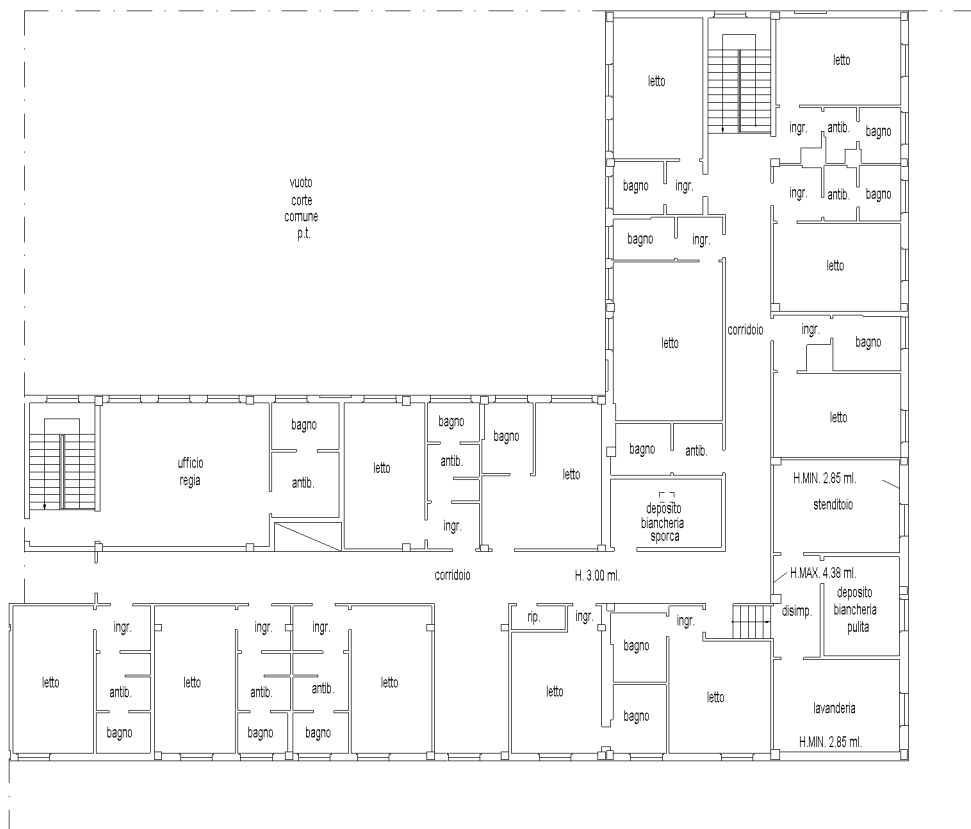 letto
letto
ingr.
antib.
bagno
vuoto
corte
comune
p.t.
bagno
ingr.
ingr.
antib.
bagno
bagno
ingr.
letto
corridoio
ingr.
bagno
letto
letto
bagno
bagno
bagno
antib.
ufficio
regia
letto
antib.
letto
antib.
H.MIN. 2.85 ml.
stenditoio
deposito
biancheria
sporca
ingr.
corridoio
H. 3.00 ml.
H.MAX. 4.38 ml.
deposito
biancheria
pulita
disimp.
rip.
ingr.
ingr.
ingr.
ingr.
ingr.
bagno
letto
antib.
letto
antib.
antib.
letto
letto
letto
lavanderia
bagno
bagno
bagno
bagno
H.MIN. 2.85 ml.